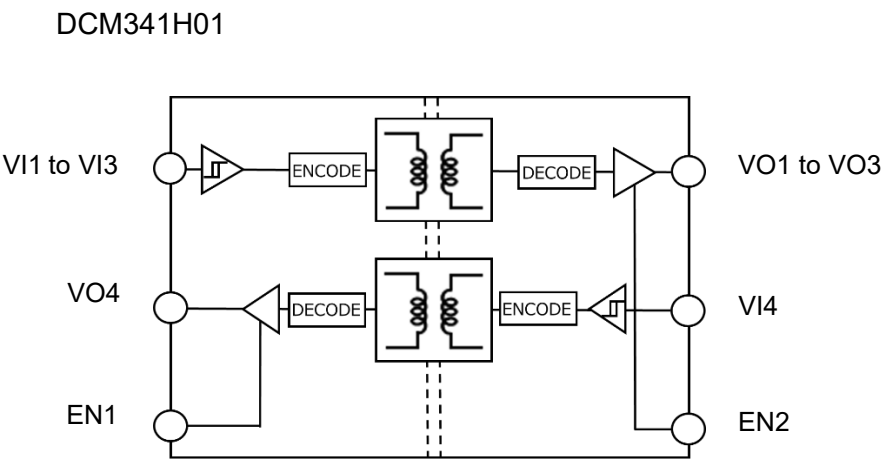 DCM341H01
VI1 to VI3
ENCODE
DECODE
VO1 to VO3
VO4
DECODE
ENCODE
VI4
EN1
EN2